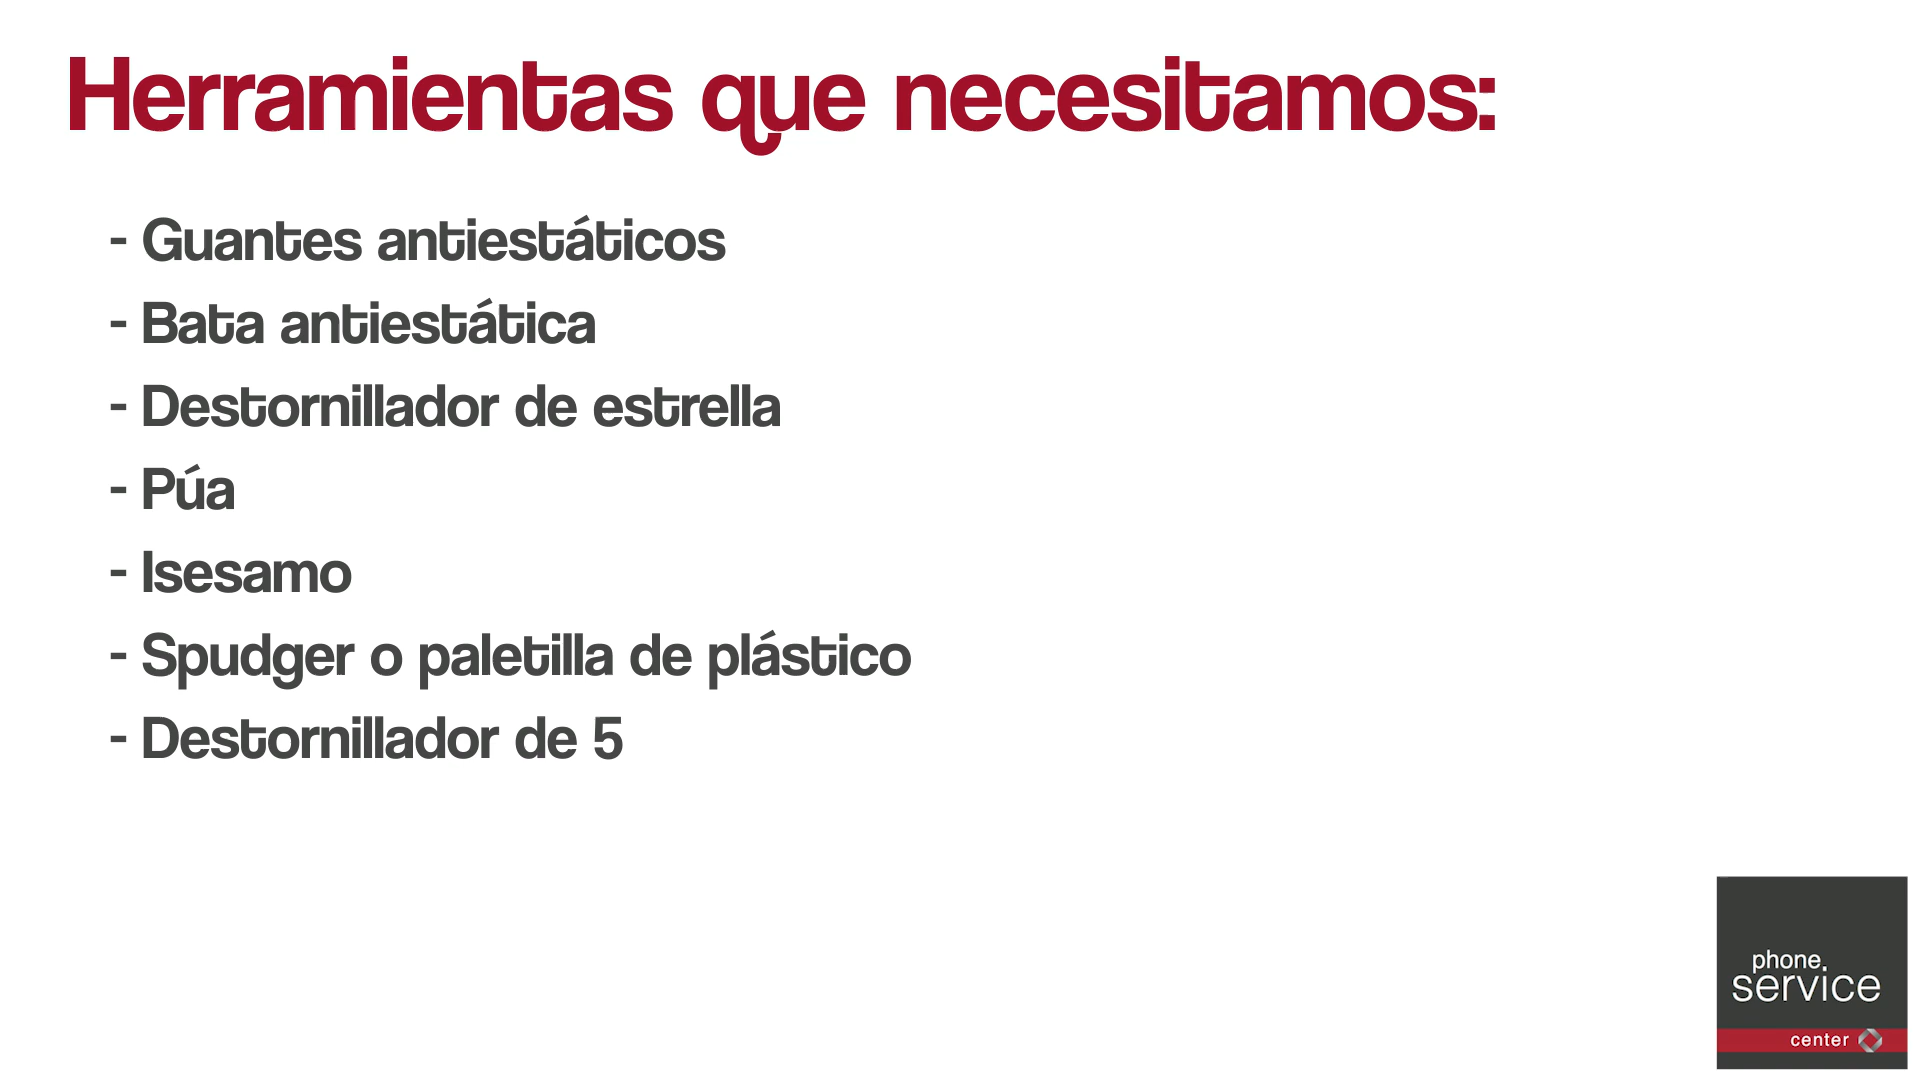 Herramientas que necesitamos:
- Guantes antiestáticos
- Bata antiestática
- Destornillador de estrella
- Púa
- Isesamo
- Spudger o paletilla de plástico
- Destornillador de 5
phone.
service
center